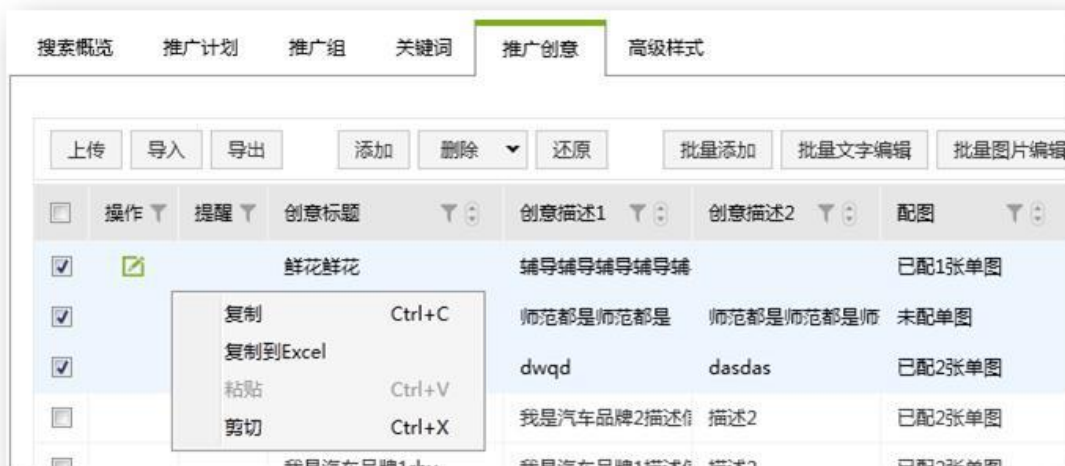 搜索概览 推广计划 推广组 关键词 推广创意 高级样式
上传 导入 导出 添加 删除 还原 批量添加 批量文字编辑 批量图片编辑
操作 提醒 创意标题 创意描述1 创意描述2 配图
鲜花鲜花 辅导辅导辅导辅导辅 已配1张单图
师范都是师范都是 师范都是师范都是师 未配单图
dwqd dasdas 已配2张单图
复制 Ctrl+C
复制到Excel
粘贴 Ctrl+V
剪切 Ctrl+X
我是汽车品牌2描述信 描述2 已配2张单图